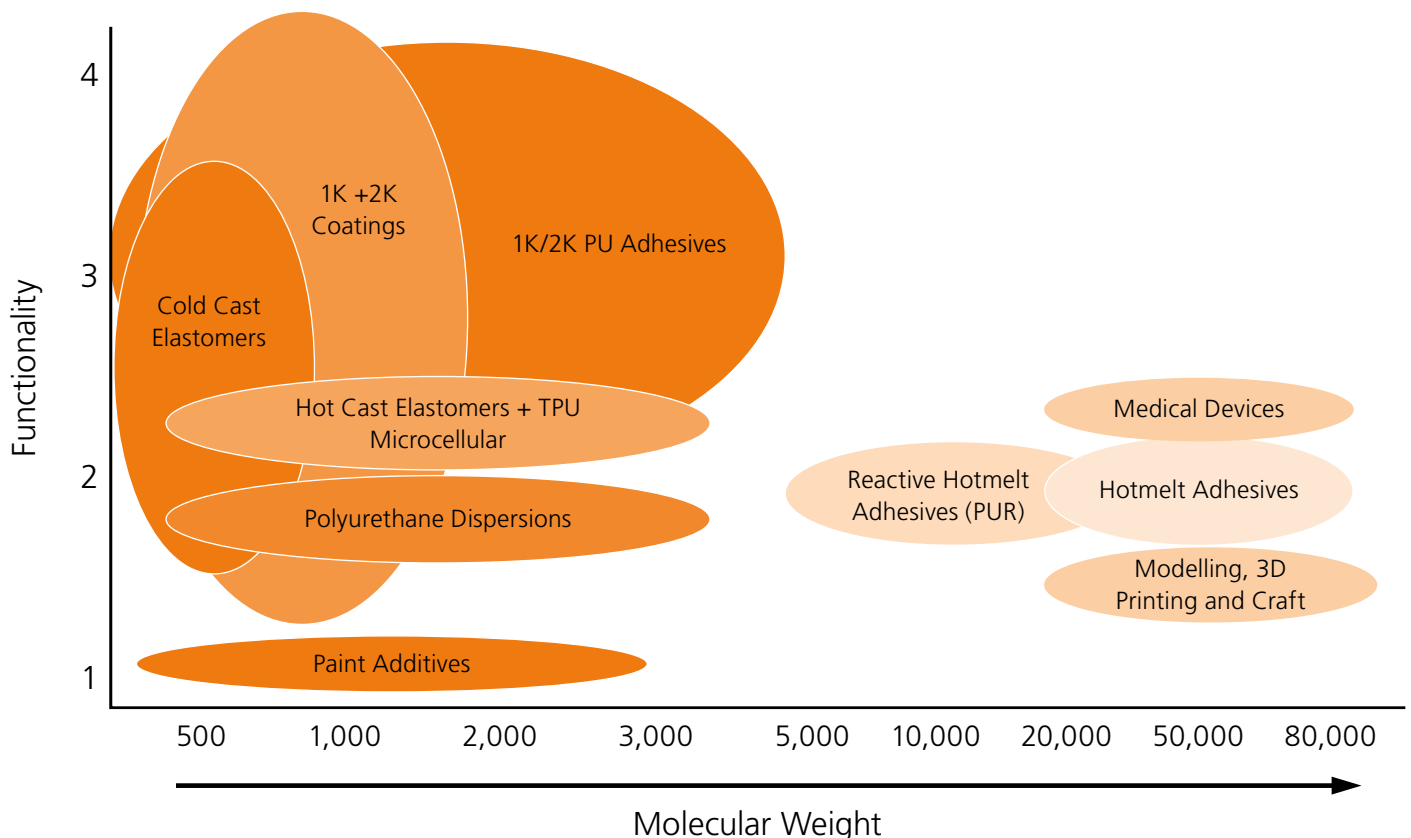 Functionality
4
3
2
1
1K +2K
Coatings
1K/2K PU Adhesives
Cold Cast
Elastomers
Hot Cast Elastomers + TPU
Microcellular
Polyurethane Dispersions
Paint Additives
Medical Devices
Reactive Hotmelt
Adhesives (PUR)
Hotmelt Adhesives
Modelling, 3D
Printing and Craft
500
1,000
2,000
3,000
5,000
10,000
20,000
50,000
80,000
Molecular Weight